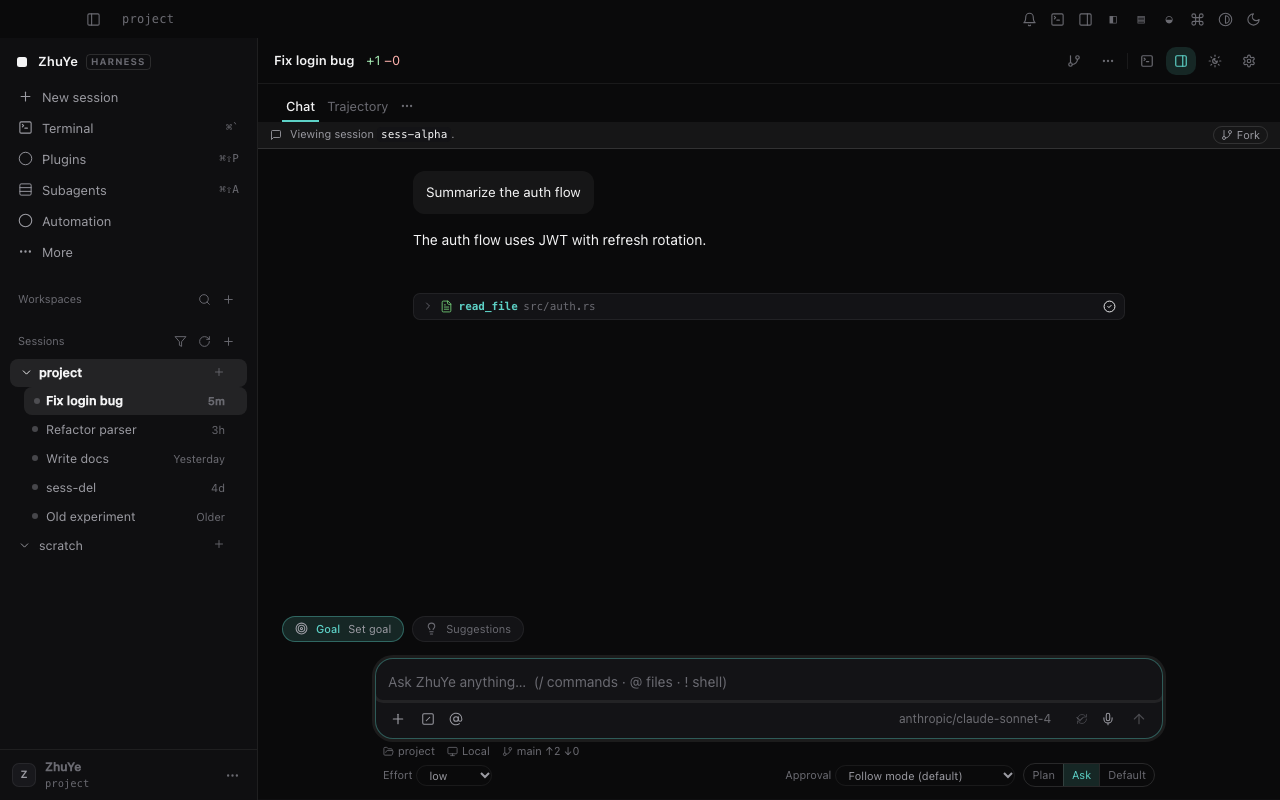 project
ZhuYe HARNESS
New session
Terminal ⌘`
Plugins ⌘⇧P
Subagents ⌘⇧A
Automation
More
Workspaces
Sessions
project
Fix login bug 5m
Refactor parser 3h
Write docs Yesterday
sess-del 4d
Old experiment Older
scratch
Z ZhuYe
project
Fix login bug +1 −0
Chat Trajectory
Viewing session sess-alpha . Fork
Summarize the auth flow
The auth flow uses JWT with refresh rotation.
read_file src/auth.rs
Goal Set goal Suggestions
Ask ZhuYe anything… (/ commands · @ files · ! shell)
anthropic/claude-sonnet-4
project Local main ↑2 ↓0
Effort low Approval Follow mode (default) Plan Ask Default